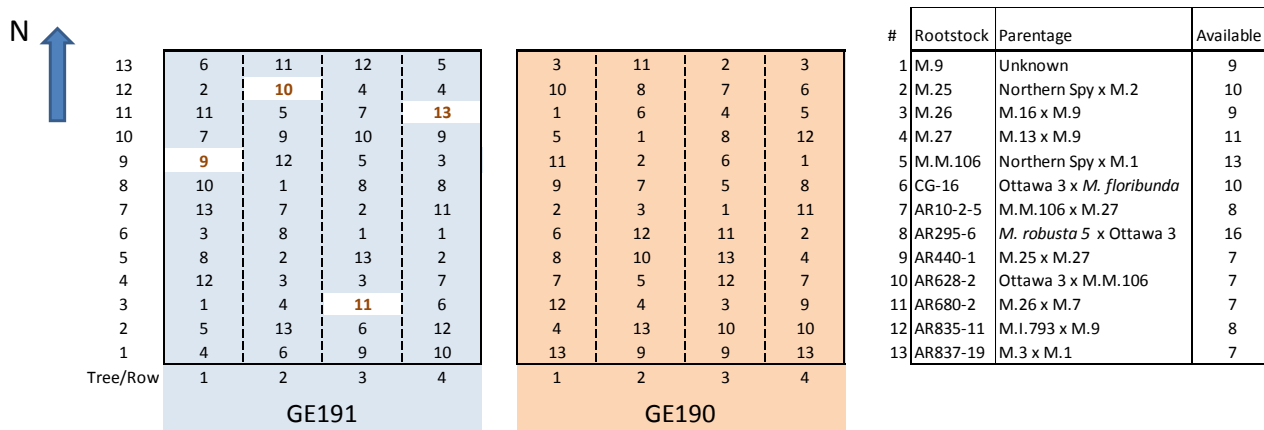 N
# Rootstock Parentage Available
13 6 11 12 5 3 11 2 3 1 M.9 Unknown 9
12 2 10 4 4 10 8 7 6 2 M.25 Northern Spy x M.2 10
11 11 5 7 13 1 6 4 5 3 M.26 M.16 x M.9 9
10 7 9 10 9 5 1 8 12 4 M.27 M.13 x M.9 11
9 9 12 5 3 11 2 6 1 5 M.M.106 Northern Spy x M.1 13
8 10 1 8 8 9 7 5 8 6 CG-16 Ottawa 3 x M. floribunda 10
7 13 7 2 11 2 3 1 11 7 AR10-2-5 M.M.106 x M.27 8
6 3 8 1 1 6 12 11 2 8 AR295-6 M. robusta 5 x Ottawa 3 16
5 8 2 13 2 8 10 13 4 9 AR440-1 M.25 x M.27 7
4 12 3 3 7 7 5 12 7 10 AR628-2 Ottawa 3 x M.M.106 7
3 1 4 11 6 12 4 3 9 11 AR680-2 M.26 x M.7 7
2 5 13 6 12 4 13 10 10 12 AR835-11 M.I.793 x M.9 8
1 4 6 9 10 13 9 9 13 13 AR837-19 M.3 x M.1 7
Tree/Row 1 2 3 4 1 2 3 4
GE191 GE190